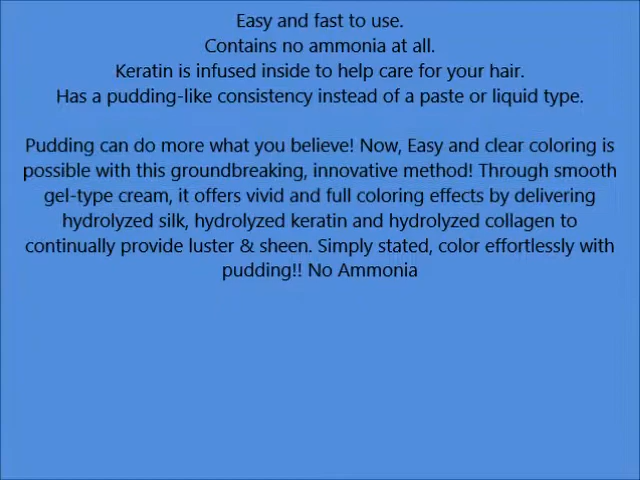 Easy and fast to use.
Contains no ammonia at all.
Keratin is infused inside to help care for your hair.
Has a pudding-like consistency instead of a paste or liquid type.
Pudding can do more what you believe! Now, Easy and clear coloring is
possible with this groundbreaking, innovative method! Through smooth
gel-type cream, it offers vivid and full coloring effects by delivering
hydrolyzed silk, hydrolyzed keratin and hydrolyzed collagen to
continually provide luster & sheen. Simply stated, color effortlessly with
pudding!! No Ammonia